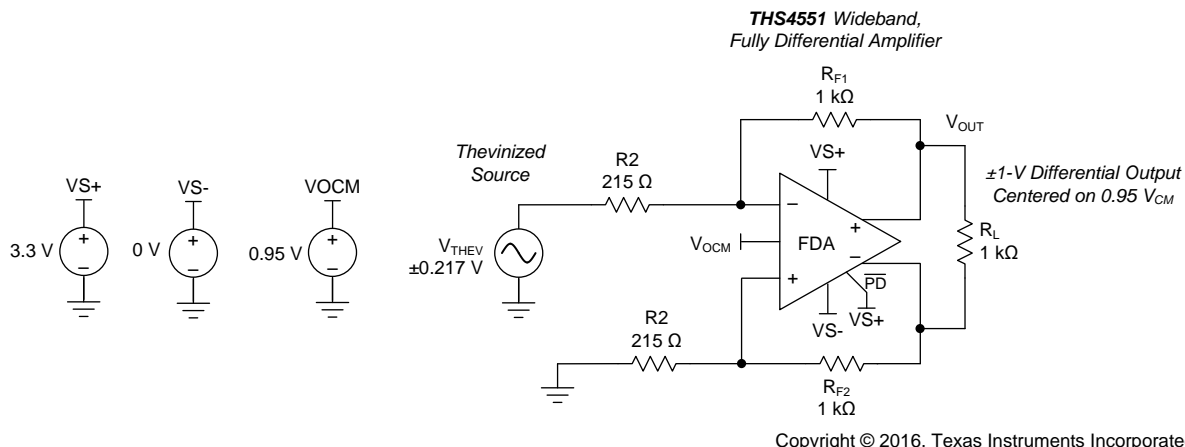 THS4551 Wideband,
Fully Differential Amplifier
RF1
1 kΩ
VOUT
Thevinized
Source
R2
215 Ω
VS+
±1-V Differential Output
Centered on 0.95 VCM
VS+
VS-
VOCM
3.3 V
+
−
0 V
+
−
0.95 V
+
−
VTHEV
±0.217 V
VOCM
−
+
FDA
+
−
RL
1 kΩ
PD
VS-
VS+
R2
215 Ω
RF2
1 kΩ
Copyright © 2016, Texas Instruments Incorporate